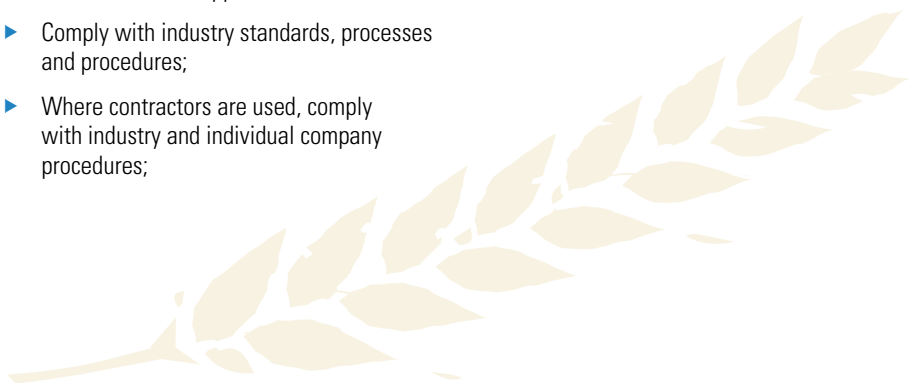 ▶ Comply with industry standards, processes
and procedures;
▶ Where contractors are used, comply
with industry and individual company
procedures;